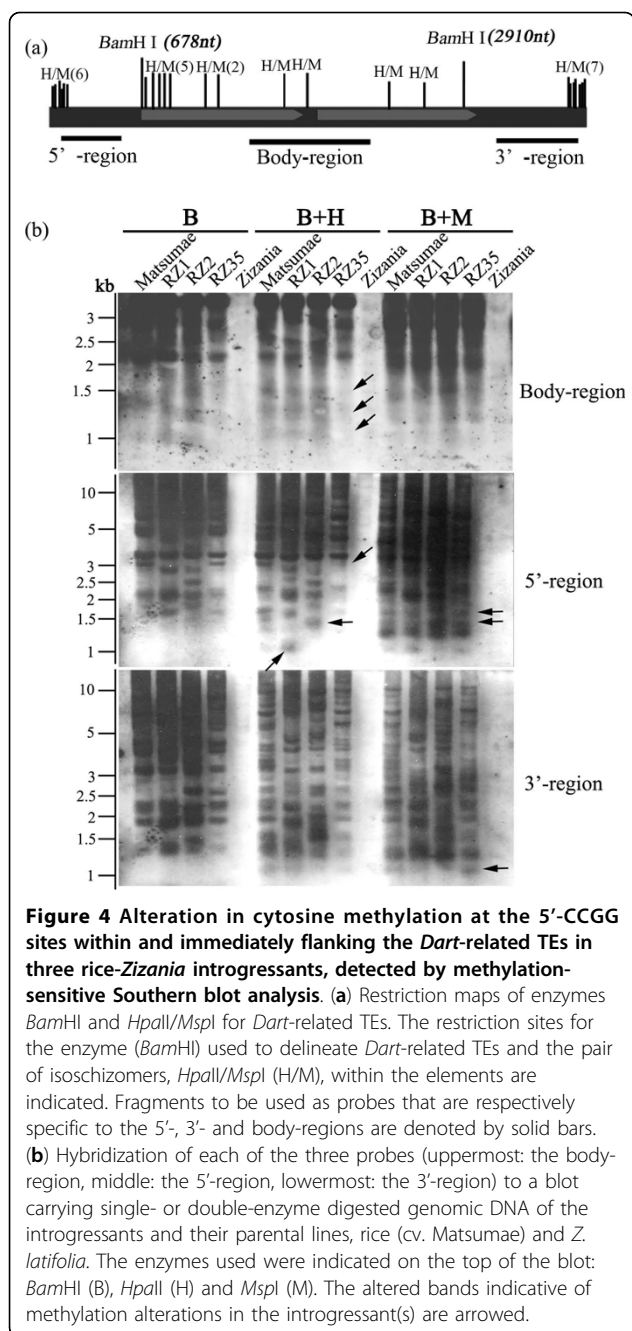 (a)
BamH I (678nt)
BamH I (2910nt)
H/M(6)
H/M(5) H/M(2)
H/M H/M
H/M H/M
H/M(7)
5’ -region
Body-region
3’ -region
(b)
B B+H B+M
Matsumae RZ1 RZ2 RZ35 Zizania Matsumae RZ1 RZ2 RZ35 Zizania Matsumae RZ1 RZ2 RZ35 Zizania
kb
3
2.5
2
1.5
1
Body-region
10
5
3
2.5
2
1.5
1
5’-region
10
5
3
2.5
2
1.5
1
3’-region
Figure 4 Alteration in cytosine methylation at the 5’-CCGG
sites within and immediately flanking the Dart-related TEs in
three rice-Zizania introgressants, detected by methylation-
sensitive Southern blot analysis. (a) Restriction maps of enzymes
BamHI and HpaII/MspI for Dart-related TEs. The restriction sites for
the enzyme (BamHI) used to delineate Dart-related TEs and the pair
of isoschizomers, HpaII/MspI (H/M), within the elements are
indicated. Fragments to be used as probes that are respectively
specific to the 5’-, 3’- and body-regions are denoted by solid bars.
(b) Hybridization of each of the three probes (uppermost: the body-
region, middle: the 5’-region, lowermost: the 3’-region) to a blot
carrying single- or double-enzyme digested genomic DNA of the
introgressants and their parental lines, rice (cv. Matsumae) and Z.
latifolia. The enzymes used were indicated on the top of the blot:
BamHI (B), HpaII (H) and MspI (M). The altered bands indicative of
methylation alterations in the introgressant(s) are arrowed.